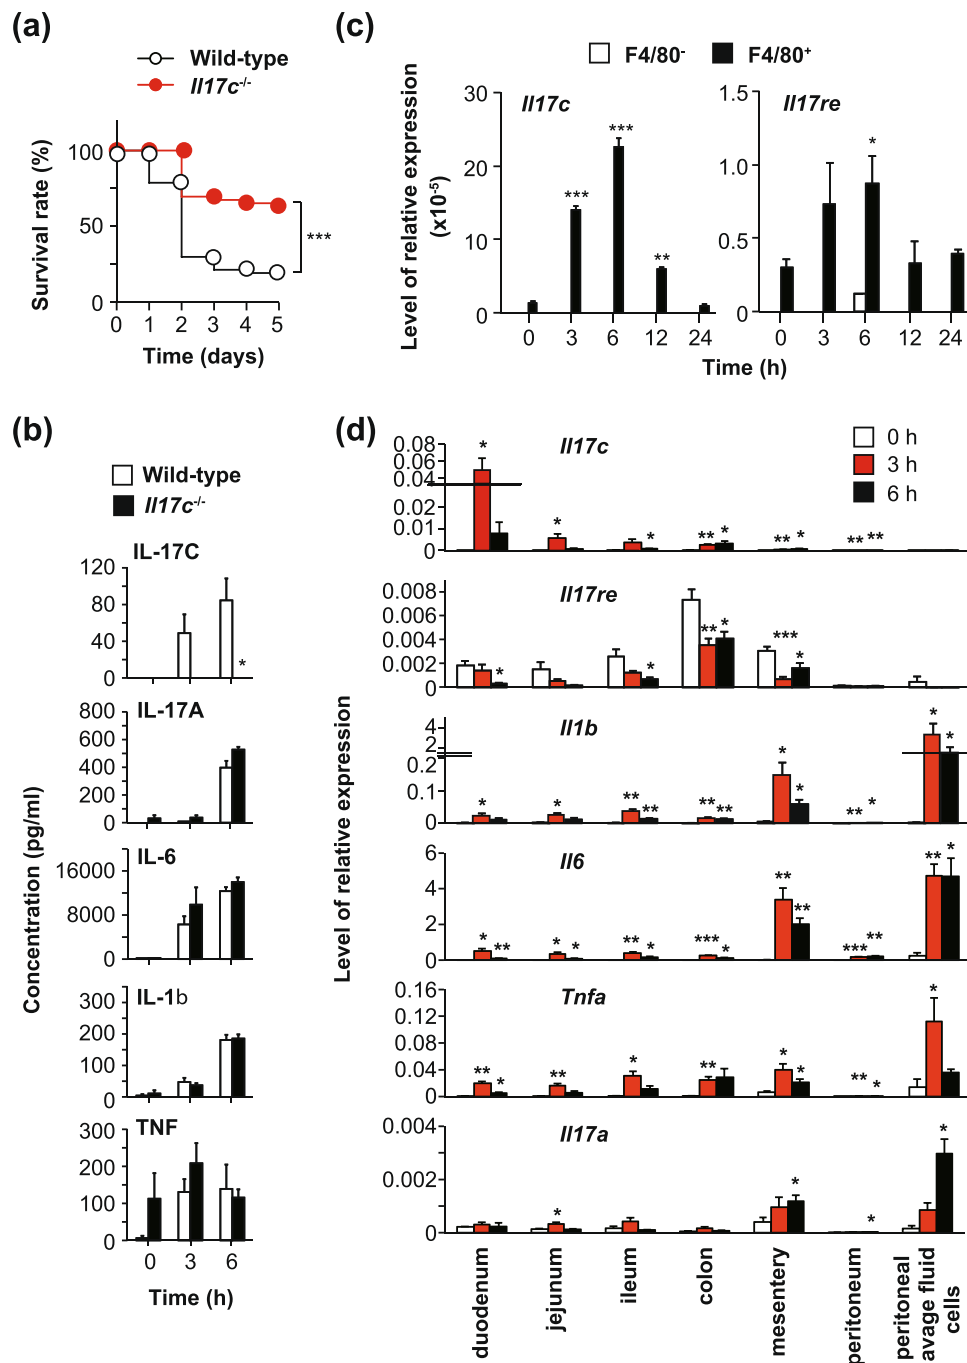 (a)
Wild-type
Il17c-/-
Survival rate (%)
100
50
0
0 1 2 3 4 5
***
Time (days)
(b)
Wild-type
Il17c-/-
Concentration (pg/ml)
IL-17C
120
80
40
0
*
IL-17A
800
600
400
200
0
IL-6
16000
8000
0
IL-1b
300
200
100
0
TNF
300
200
100
0
0 3 6
Time (h)
(c)
F4/80- F4/80+
Level of relative expression
(x10-5)
Il17c
30
20
10
0
*** *** **
0 3 6 12 24
Il17re
1.5
1.0
0.5
0
*
0 3 6 12 24
Time (h)
(d)
0 h
3 h
6 h
Level of relative expression
Il17c
0.08
0.06
0.04
0.02
0.01
0
* * * ** * ** * ** **
Il17re
0.008
0.006
0.004
0.002
0
* * ** * *** *
Il1b
4
2
0.2
0.1
0
* * ** ** ** ** * * ** * * *
Il6
6
4
2
0
* ** * * ** * *** * ** ** *** ** ** *
Tnfa
0.16
0.12
0.08
0.04
0
** * ** * ** * * ** * *
Il17a
0.004
0.002
0
* * * *
duodenum
jejunum
ileum
colon
mesentery
peritoneum
peritoneal
avage fluid
cells